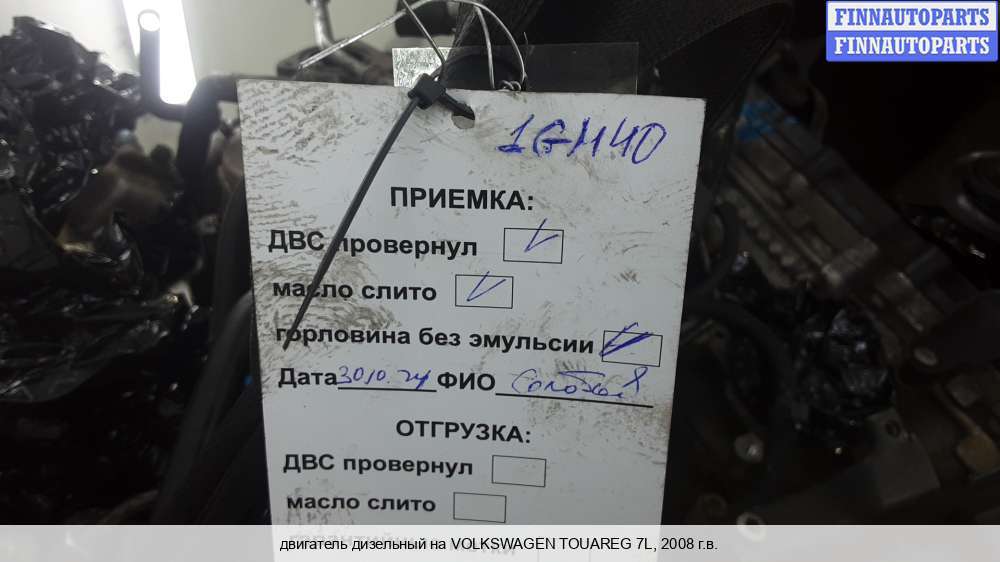 FINNAUTOPARTS
FINNAUTOPARTS
1GH40
ПРИЕМКА:
ДВС провернул
масло слито
горловина без эмульсии
Дата 30.10.24 ФИО
ОТГРУЗКА:
ДВС провернул
масло слито
двигатель дизельный на VOLKSWAGEN TOUAREG 7L, 2008 г.в.